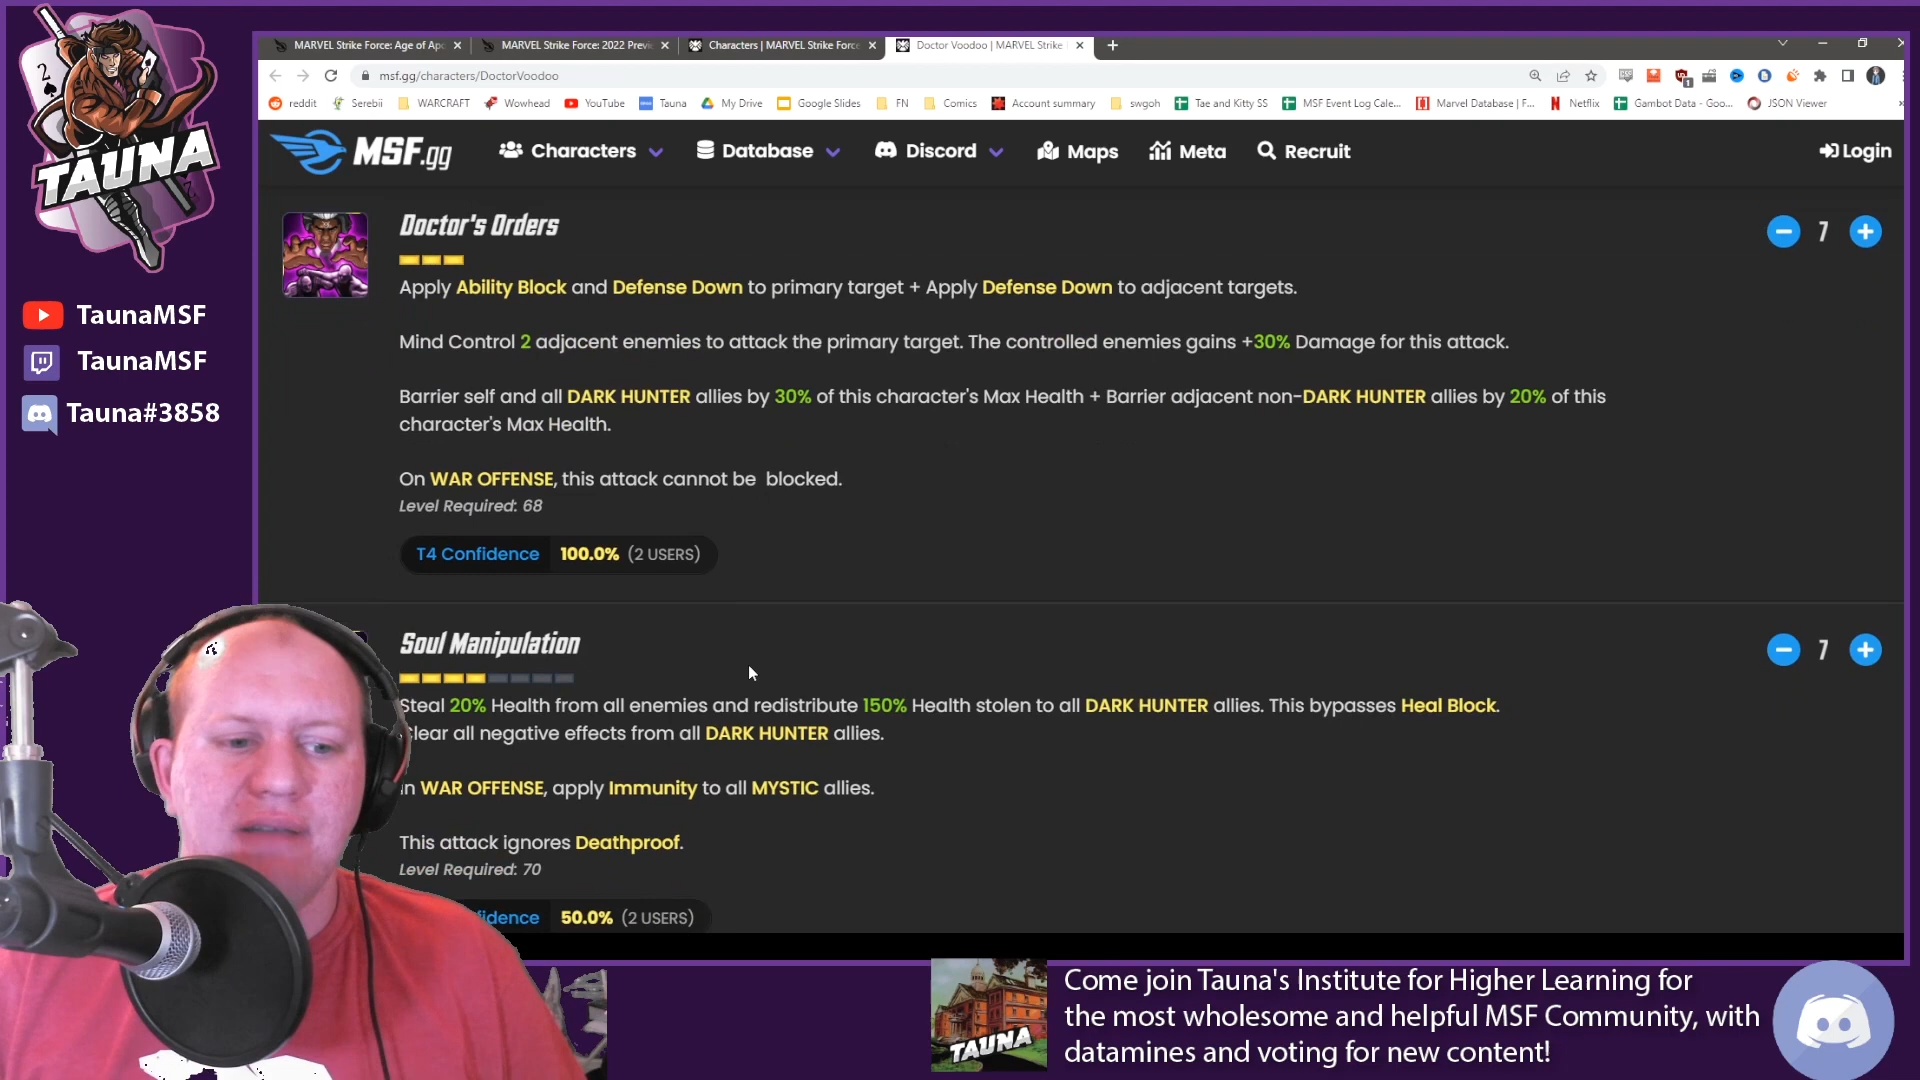 MARVEL Strike Force: Age of Apo
MARVEL Strike Force: 2022 Previ
Characters | MARVEL Strike Force
Doctor Voodoo | MARVEL Strike
msf.gg/characters/DoctorVoodoo
reddit Serebii WARCRAFT Wowhead YouTube Tauna My Drive Google Slides FN Comics Account summary swgoh Tae and Kitty SS MSF Event Log Cale... Marvel Database | F... Netflix Gambot Data - Goo... JSON Viewer
MSF.gg Characters Database Discord Maps Meta Recruit Login
TAUNA
TaunaMSF
TaunaMSF
Tauna#3858
Doctor's Orders
7
Apply Ability Block and Defense Down to primary target + Apply Defense Down to adjacent targets.
Mind Control 2 adjacent enemies to attack the primary target. The controlled enemies gains +30% Damage for this attack.
Barrier self and all DARK HUNTER allies by 30% of this character's Max Health + Barrier adjacent non-DARK HUNTER allies by 20% of this
character's Max Health.
On WAR OFFENSE, this attack cannot be blocked.
Level Required: 68
T4 Confidence 100.0% (2 USERS)
Soul Manipulation
7
Steal 20% Health from all enemies and redistribute 150% Health stolen to all DARK HUNTER allies. This bypasses Heal Block.
Clear all negative effects from all DARK HUNTER allies.
In WAR OFFENSE, apply Immunity to all MYSTIC allies.
This attack ignores Deathproof.
Level Required: 70
fidence 50.0% (2 USERS)
TAUNA
Come join Tauna's Institute for Higher Learning for
the most wholesome and helpful MSF Community, with
datamines and voting for new content!